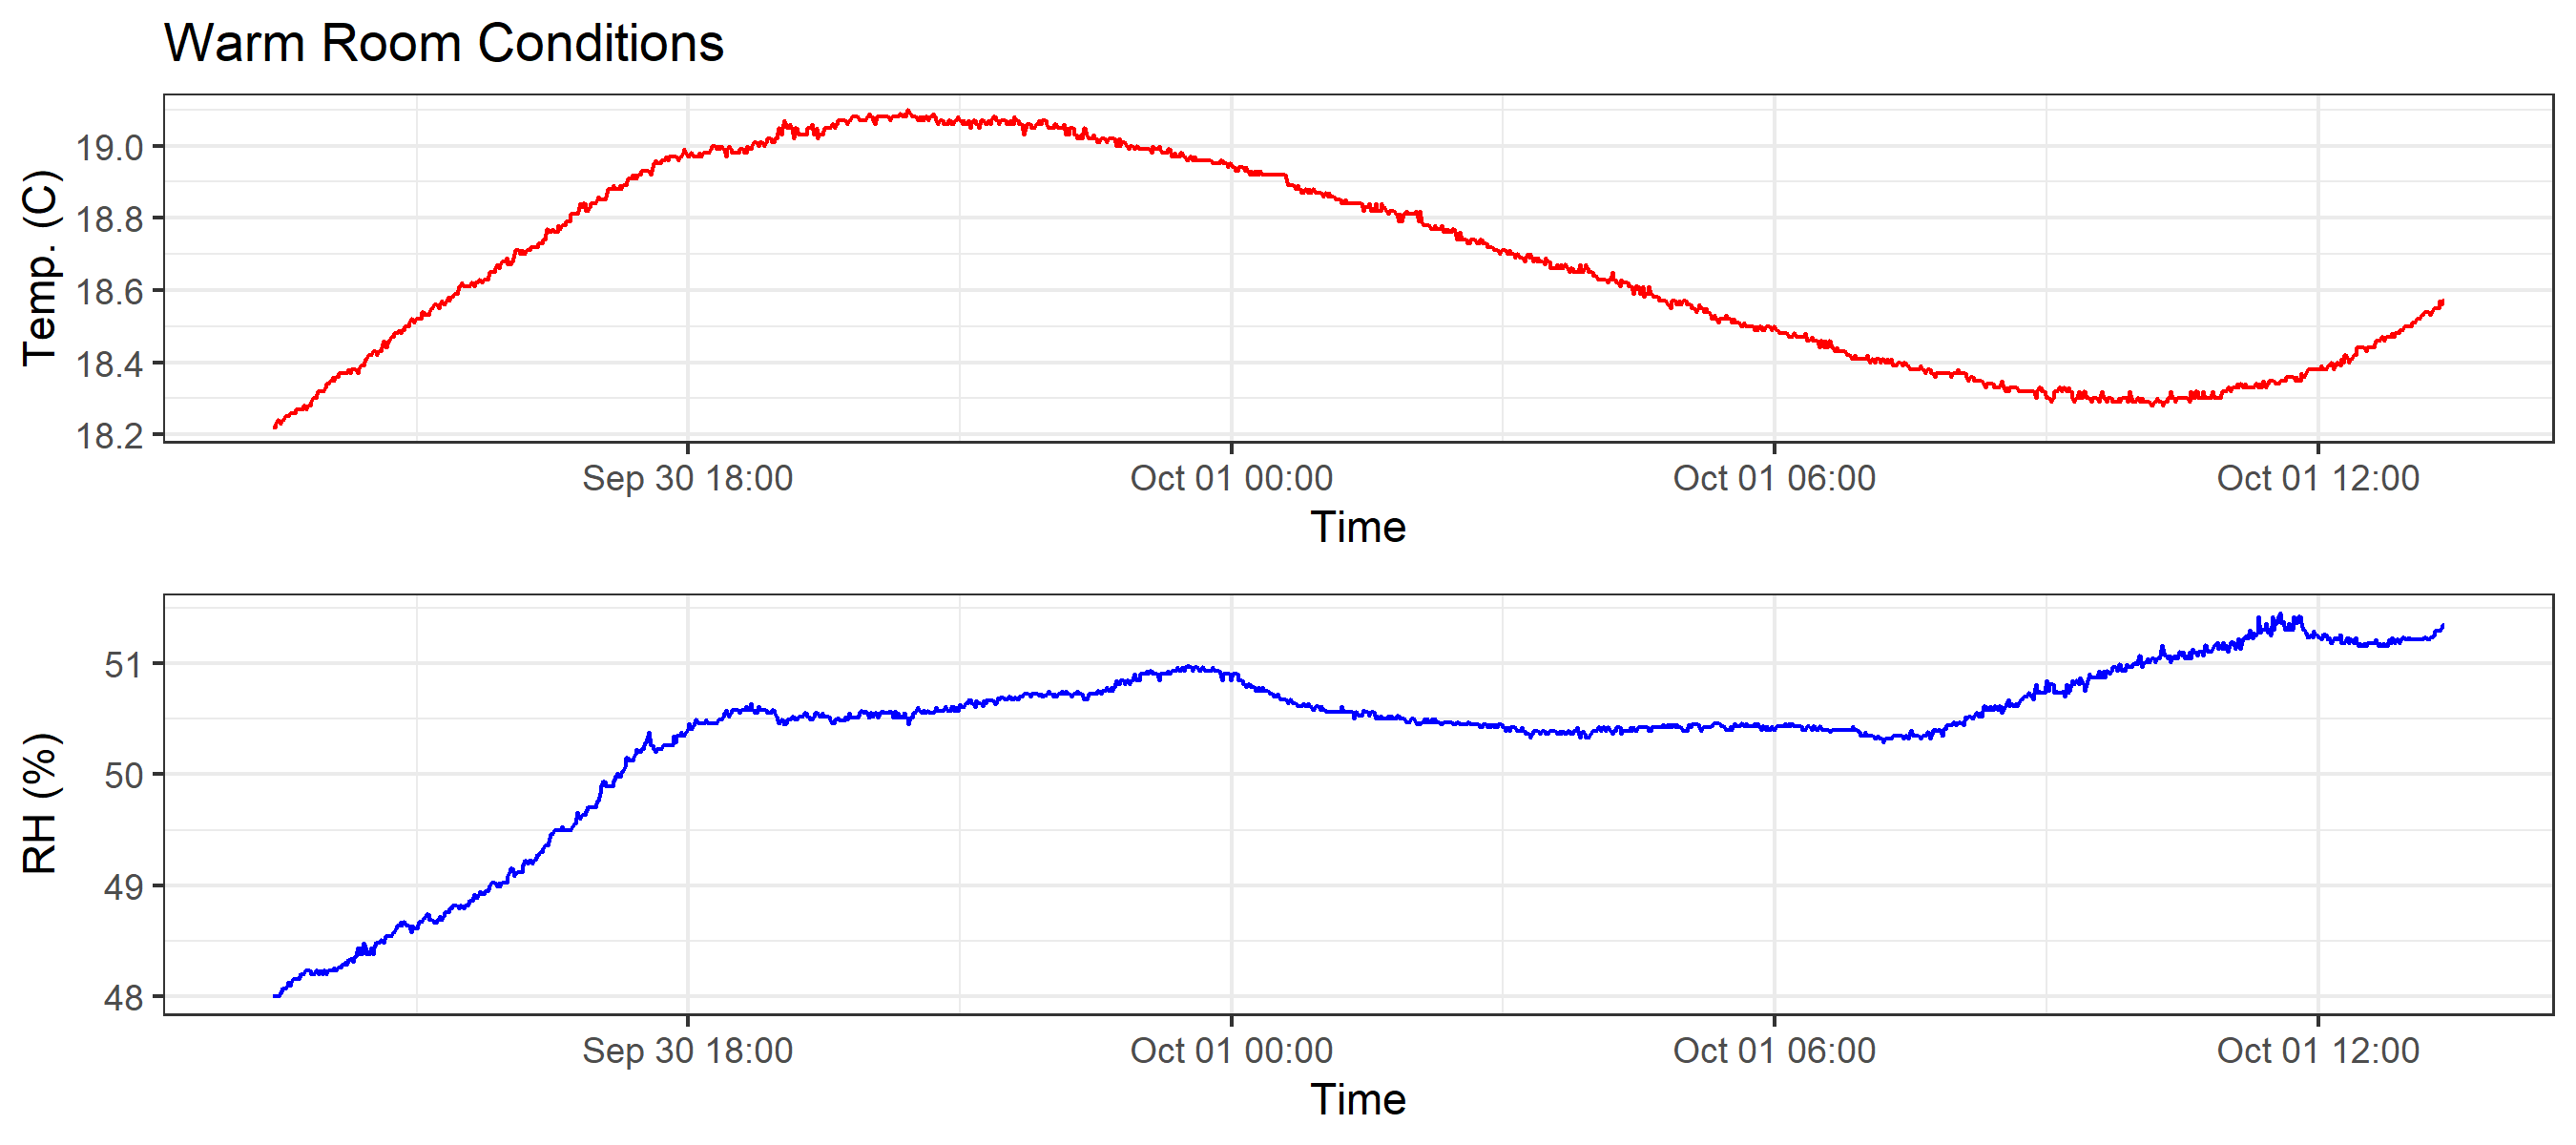 Warm Room Conditions
Temp. (C)
19.0
18.8
18.6
18.4
18.2
Sep 30 18:00 Oct 01 00:00 Oct 01 06:00 Oct 01 12:00
Time
RH (%)
51
50
49
48
Sep 30 18:00 Oct 01 00:00 Oct 01 06:00 Oct 01 12:00
Time